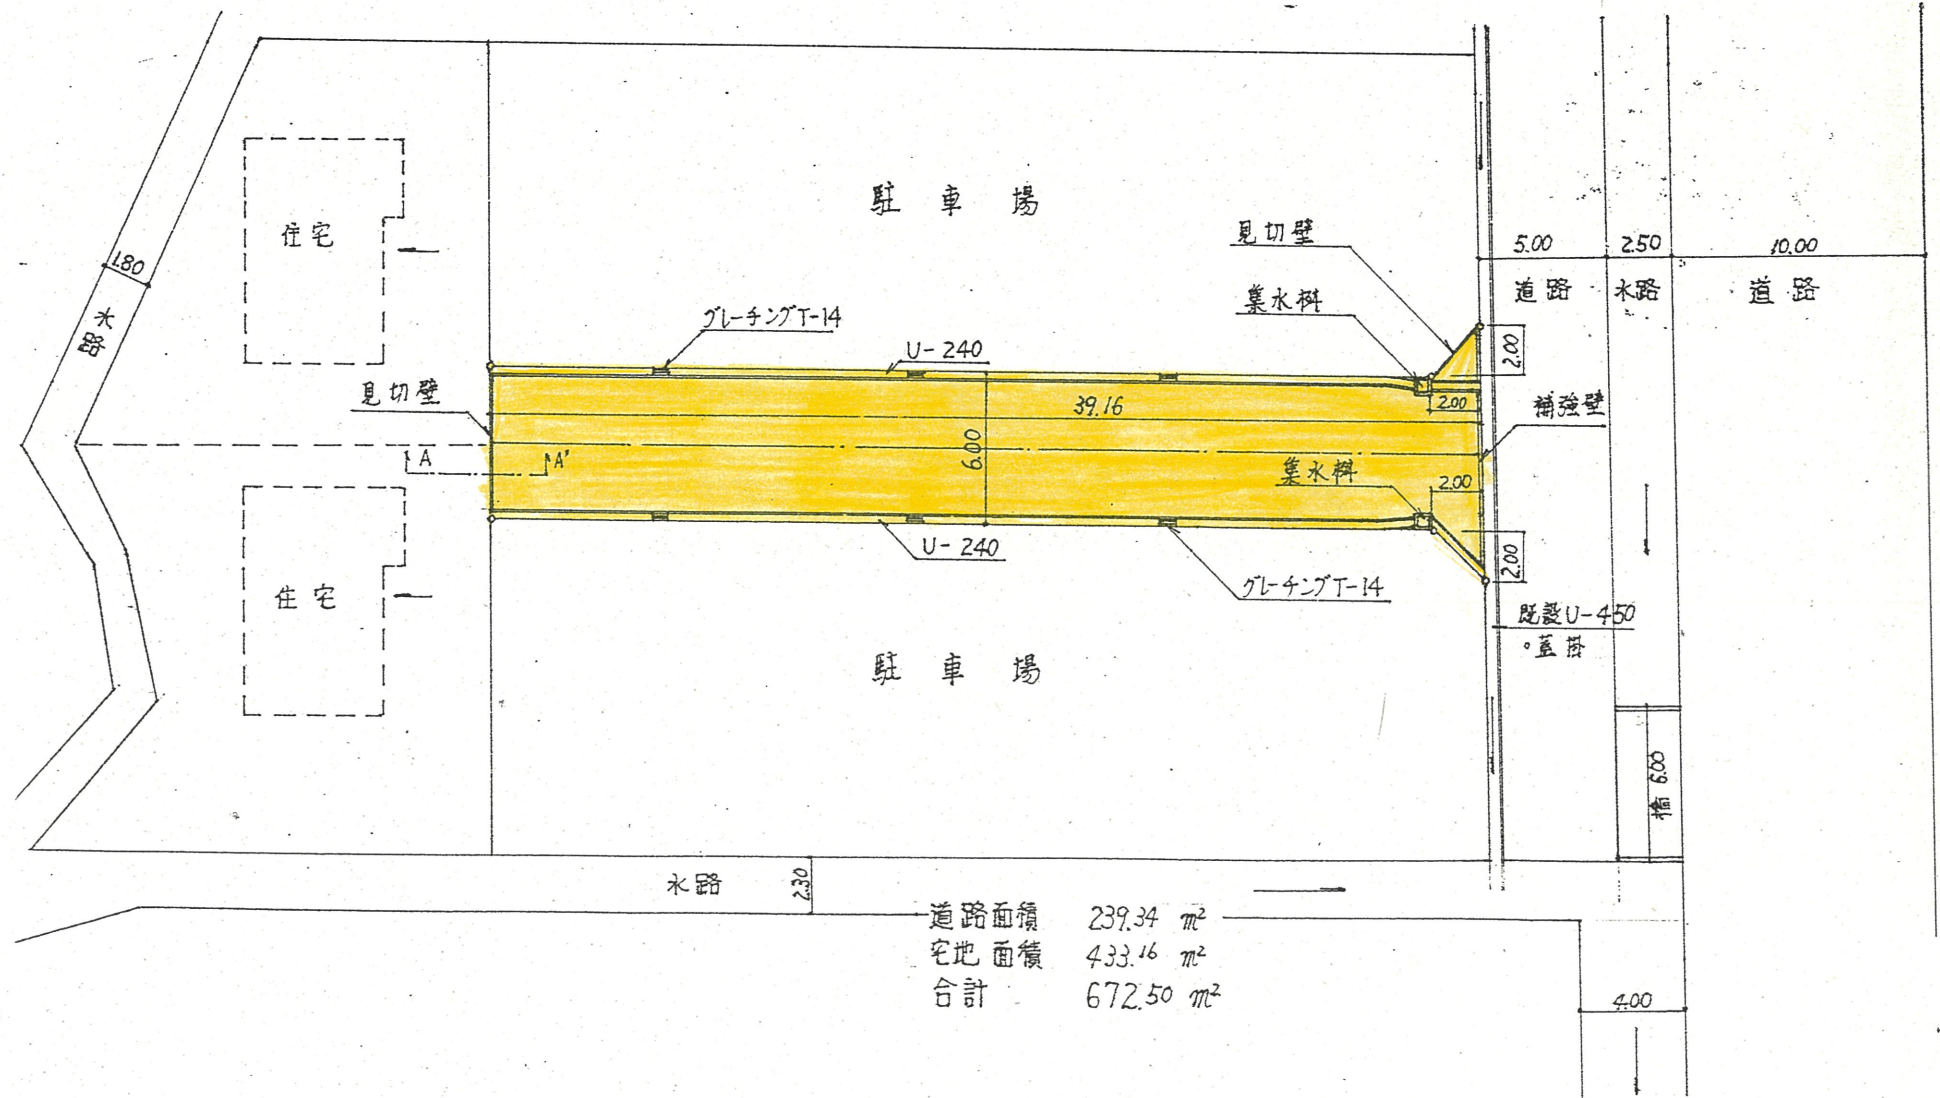 駐車場
住宅
見切壁
5.00
2.50
10.00
1.80
道路
水路
道路
集水桝
水路
グレーチングT-14
U-240
2.00
見切壁
39.16
2.00
補強壁
6.00
A
A'
集水桝
2.00
U-240
2.00
住宅
グレーチングT-14
既設U-450
。蓋掛
駐車場
橋 6.00
水路
2.30
道路面積 239.34 m²
宅地面積 433.16 m²
合計 672.50 m²
4.00